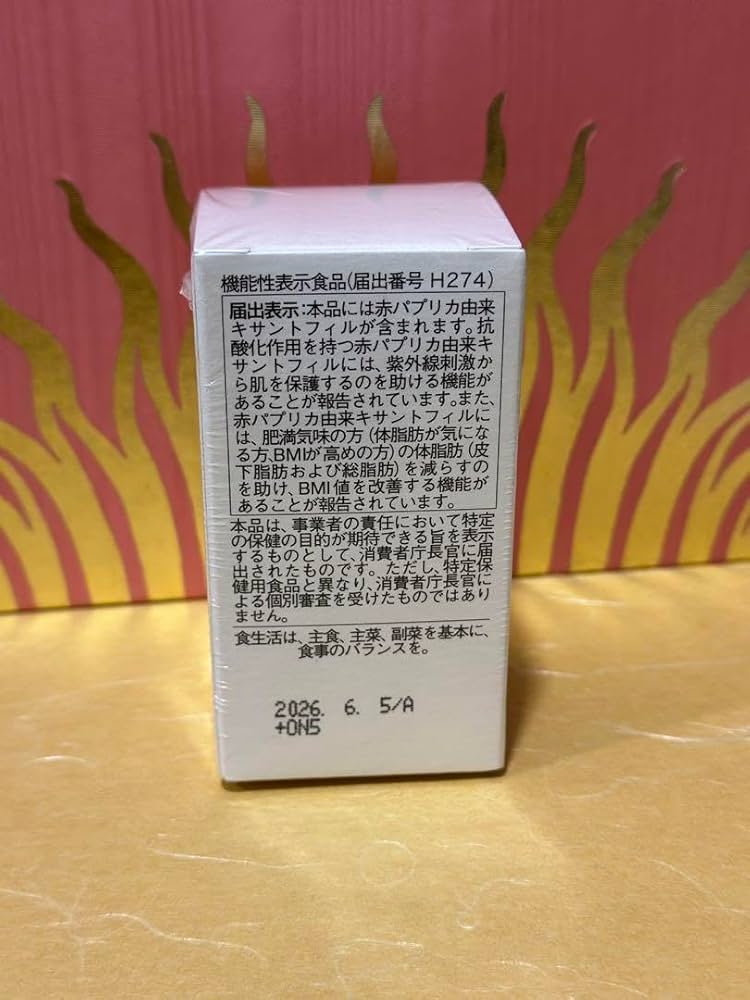 機能性表示食品(届出番号 H274)
届出表示:本品には赤パプリカ由来
キサントフィルが含まれます。抗
酸化作用を持つ赤パプリカ由来キ
サントフィルには、紫外線刺激か
ら肌を保護するのを助ける機能が
あることが報告されています。また、
赤パプリカ由来キサントフィルに
は、肥満気味の方(体脂肪が気にな
る方、BMIが高めの方)の体脂肪(皮
下脂肪および総脂肪)を減らすの
を助け、BMI値を改善する機能が
あることが報告されています。
本品は、事業者の責任において特定
の保健の目的が期待できる旨を表示
するものとして、消費者庁長官に届
出されたものです。ただし、特定保
健用食品と異なり、消費者庁長官に
よる個別審査を受けたものではあり
ません。
食生活は、主食、主菜、副菜を基本に、
食事のバランスを。
2026. 6. 5/A
+ON5